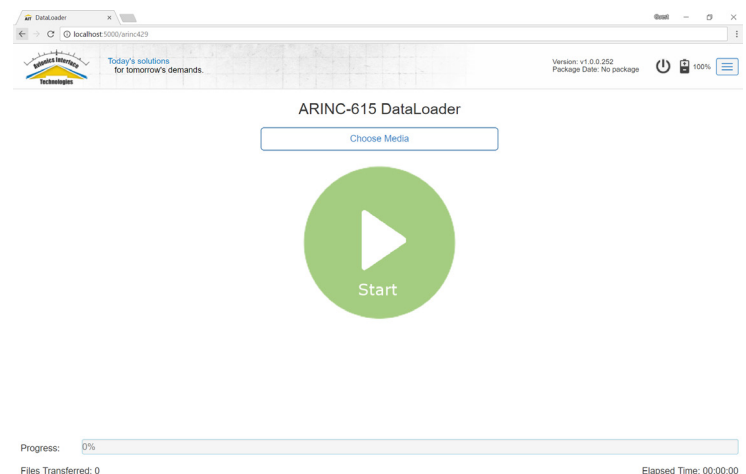 AIT DataLoader
Guest
localhost:5000/arinc429
Avionics Interface
Technologies
Today's solutions
for tomorrow's demands.
Version: v1.0.0.252
Package Date: No package
100%
ARINC-615 DataLoader
Choose Media
Start
Progress: 0%
Files Transferred: 0
Elapsed Time: 00:00:00